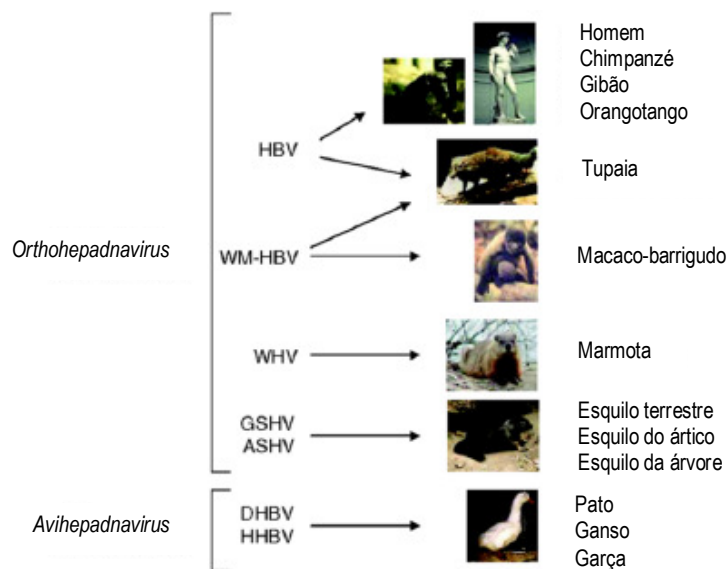 Homem
Chimpanzé
Gibão
Orangotango
HBV
Tupaia
Orthohepadnavirus
WM-HBV
Macaco-barrigudo
WHV
Marmota
GSHV
ASHV
Esquilo terrestre
Esquilo do ártico
Esquilo da árvore
Avihepadnavirus
DHBV
HHBV
Pato
Ganso
Garça